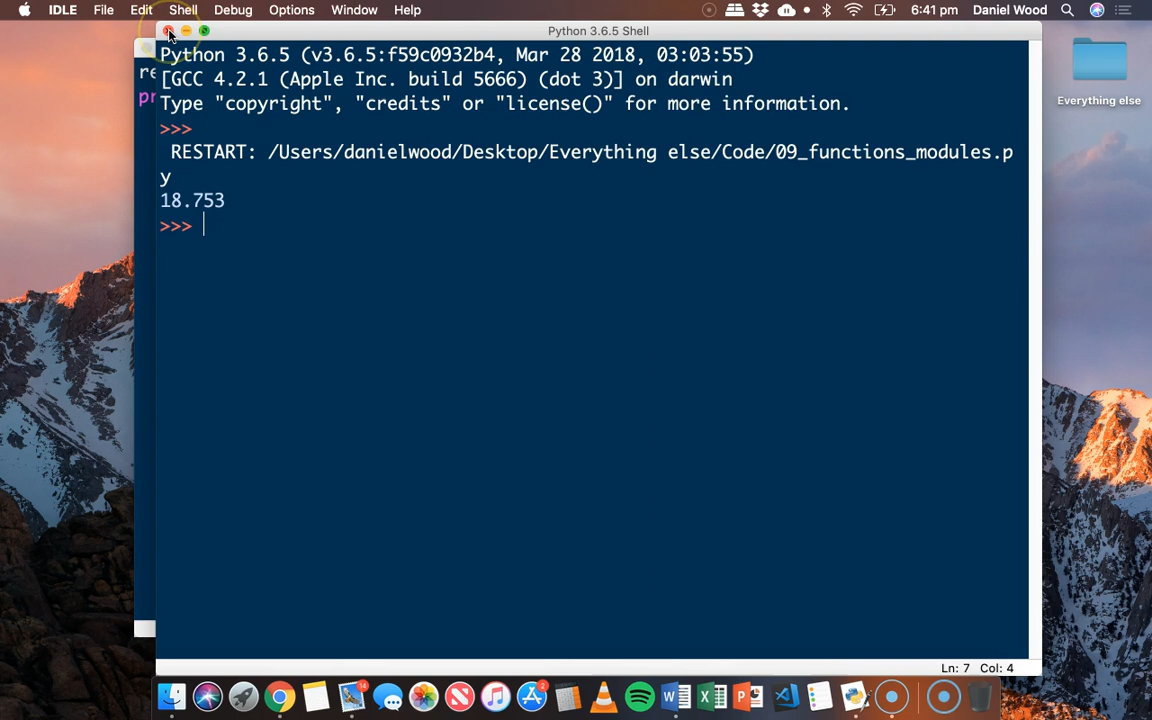 IDLE File Edit Shell Debug Options Window Help 6:41 pm Daniel Wood
Python 3.6.5 Shell
Python 3.6.5 (v3.6.5:f59c0932b4, Mar 28 2018, 03:03:55)
[GCC 4.2.1 (Apple Inc. build 5666) (dot 3)] on darwin
Type "copyright", "credits" or "license()" for more information.
>>>
RESTART: /Users/danielwood/Desktop/Everything else/Code/09_functions_modules.p
y
18.753
>>>
re
pr
Everything else
Ln: 7 Col: 4